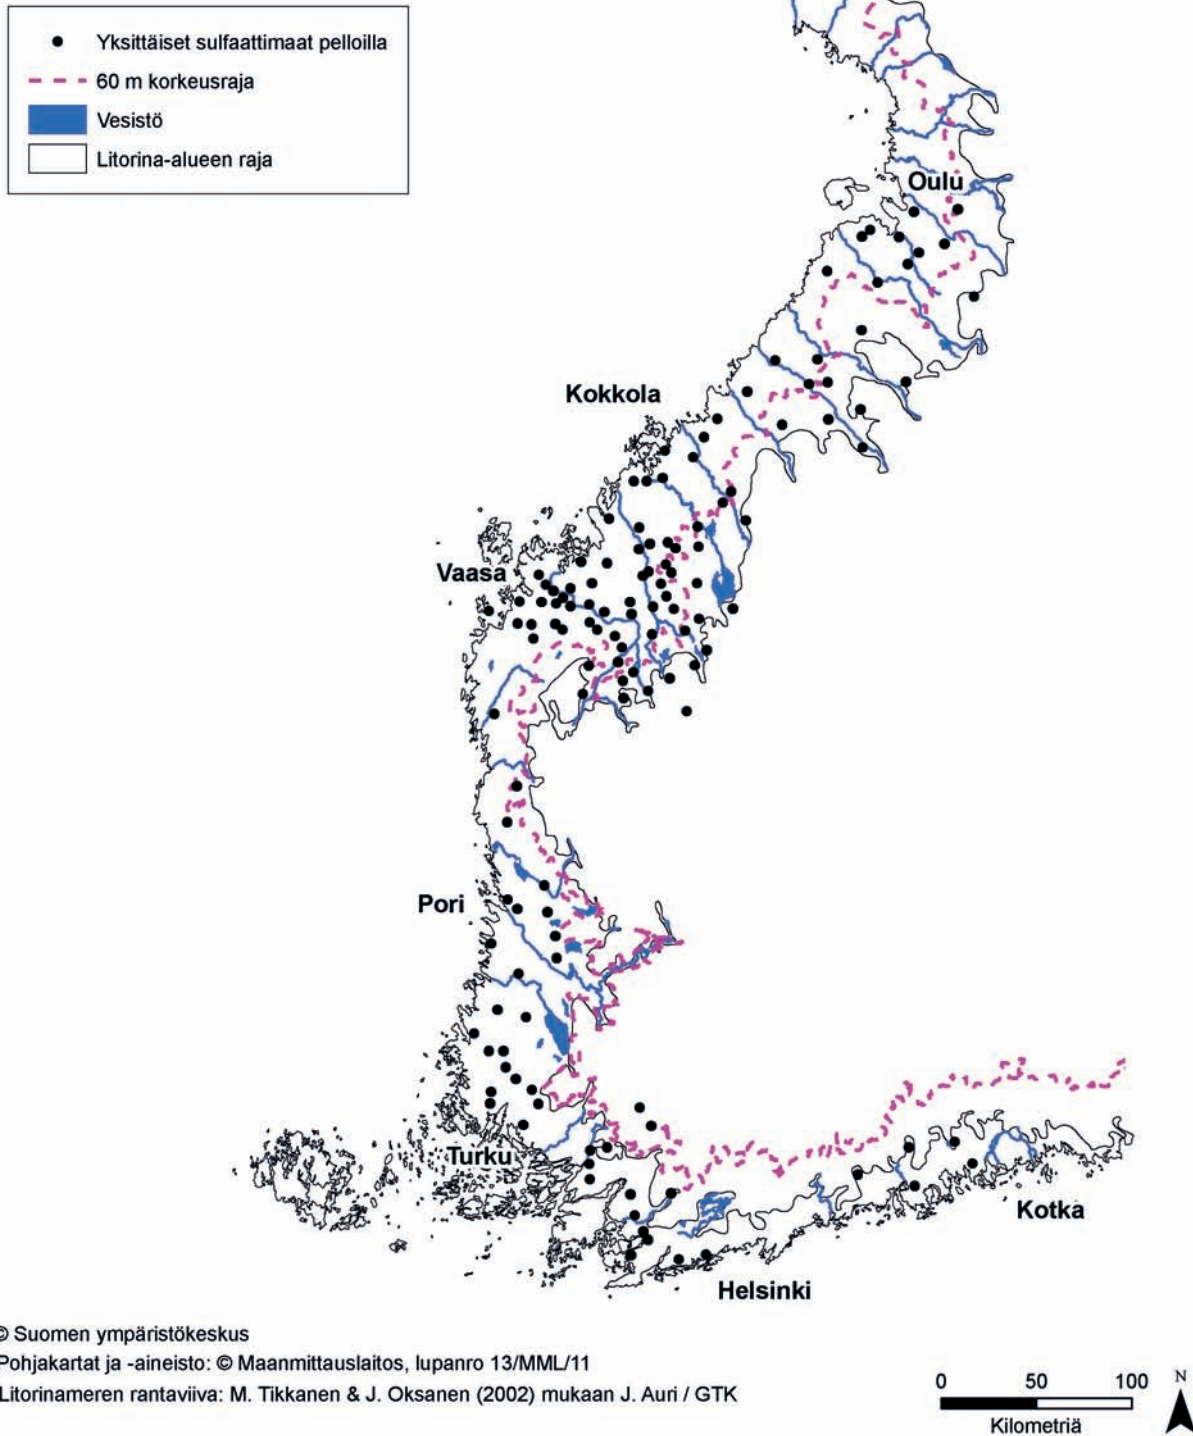 Yksittäiset sulfaattimaat pelloilla
60 m korkeusraja
Vesistö
Litorina-alueen raja
Oulu
Kokkola
Vaasa
Pori
Turku
Kotka
Helsinki
© Suomen ympäristökeskus
Pohjakartat ja -aineisto: © Maanmittauslaitos, lupanro 13/MML/11
Litorinameren rantaviiva: M. Tikkanen & J. Oksanen (2002) mukaan J. Auri / GTK
0 50 100
Kilometriä
N